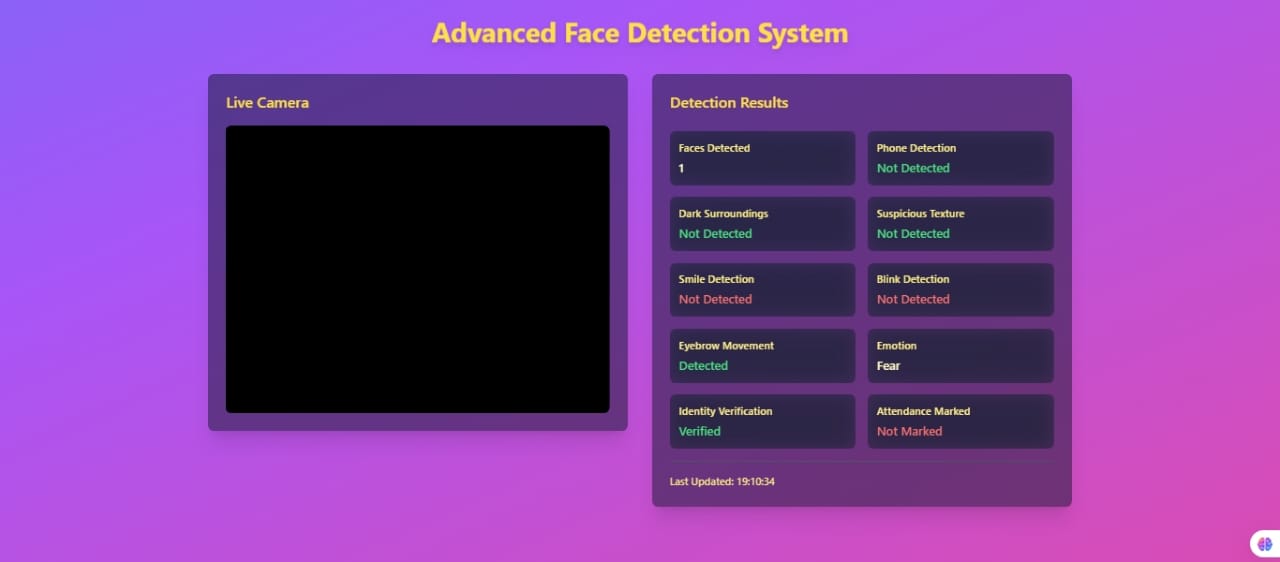 Advanced Face Detection System
Live Camera
Detection Results
Faces Detected
1
Phone Detection
Not Detected
Dark Surroundings
Not Detected
Suspicious Texture
Not Detected
Smile Detection
Not Detected
Blink Detection
Not Detected
Eyebrow Movement
Detected
Emotion
Fear
Identity Verification
Verified
Attendance Marked
Not Marked
Last Updated: 19:10:34